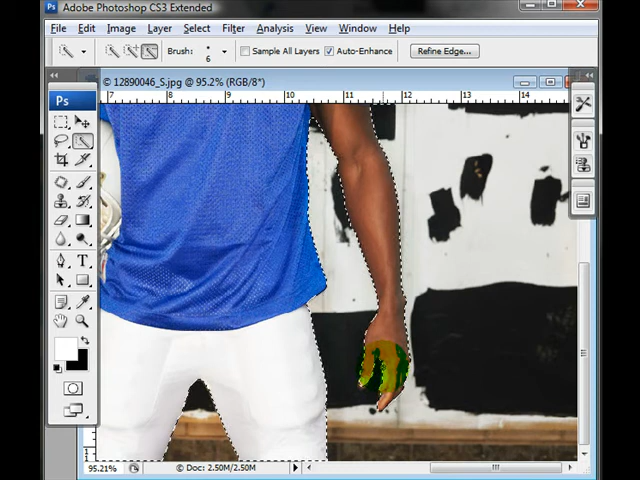 Adobe Photoshop CS3 Extended
File Edit Image Layer Select Filter Analysis View Window Help
Brush: 6 Sample All Layers Auto-Enhance Refine Edge...
© 12890046_S.jpg @ 95.2% (RGB/8*)
Ps
7 8 9 10 11 12 13 14
T
95.21% © Doc: 2.50M/2.50M